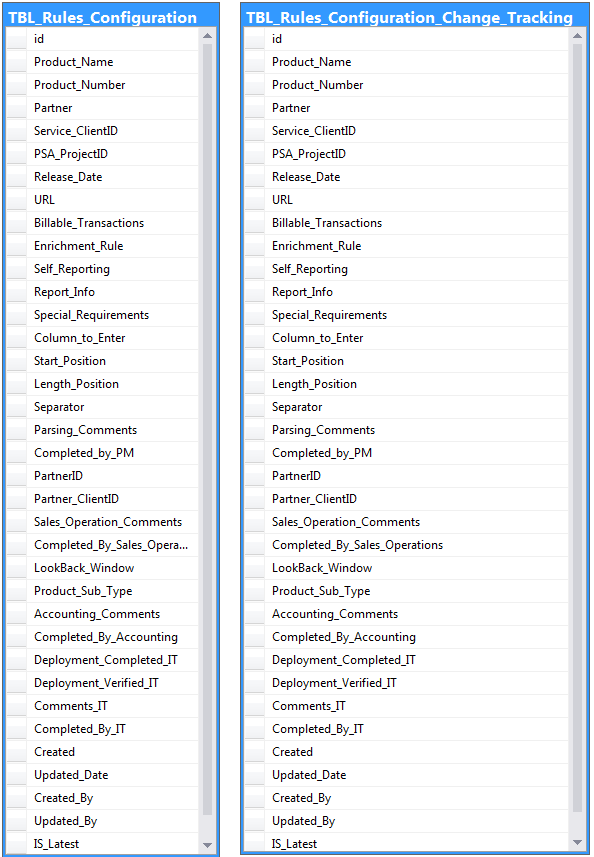 TBL_Rules_Configuration
id
Product_Name
Product_Number
Partner
Service_ClientID
PSA_ProjectID
Release_Date
URL
Billable_Transactions
Enrichment_Rule
Self_Reporting
Report_Info
Special_Requirements
Column_to_Enter
Start_Position
Length_Position
Separator
Parsing_Comments
Completed_by_PM
PartnerID
Partner_ClientID
Sales_Operation_Comments
Completed_By_Sales_Opera...
LookBack_Window
Product_Sub_Type
Accounting_Comments
Completed_By_Accounting
Deployment_Completed_IT
Deployment_Verified_IT
Comments_IT
Completed_By_IT
Created
Updated_Date
Created_By
Updated_By
IS_Latest
TBL_Rules_Configuration_Change_Tracking
id
Product_Name
Product_Number
Partner
Service_ClientID
PSA_ProjectID
Release_Date
URL
Billable_Transactions
Enrichment_Rule
Self_Reporting
Report_Info
Special_Requirements
Column_to_Enter
Start_Position
Length_Position
Separator
Parsing_Comments
Completed_by_PM
PartnerID
Partner_ClientID
Sales_Operation_Comments
Completed_By_Sales_Operations
LookBack_Window
Product_Sub_Type
Accounting_Comments
Completed_By_Accounting
Deployment_Completed_IT
Deployment_Verified_IT
Comments_IT
Completed_By_IT
Created
Updated_Date
Created_By
Updated_By
IS_Latest